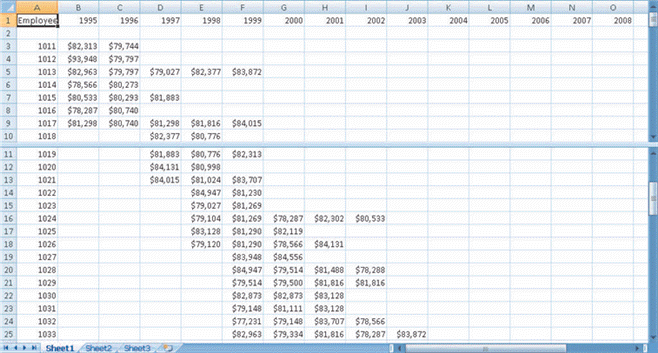 A B C D E F G H I J K L M N O
1 Employee 1995 1996 1997 1998 1999 2000 2001 2002 2003 2004 2005 2006 2007 2008
2
3 1011 $82,313 $79,744
4 1012 $93,948 $79,797
5 1013 $82,963 $79,797 $79,027 $82,377 $83,872
6 1014 $78,566 $80,273
7 1015 $80,533 $80,293 $81,883
8 1016 $78,287 $80,740
9 1017 $81,298 $80,740 $81,298 $81,816 $84,015
10 1018 $82,377 $80,776
11 1019 $81,883 $80,776 $82,313
12 1020 $84,131 $80,998
13 1021 $84,015 $81,024 $83,707
14 1022 $84,947 $81,230
15 1023 $79,027 $81,269
16 1024 $79,104 $81,269 $78,287 $82,302 $80,533
17 1025 $83,128 $81,290 $82,119
18 1026 $79,120 $81,290 $78,566 $84,131
19 1027 $83,948 $84,556
20 1028 $84,947 $79,514 $81,488 $78,288
21 1029 $79,514 $79,500 $81,816 $81,816
22 1030 $82,873 $82,873 $83,128
23 1031 $79,148 $81,111 $83,128
24 1032 $77,231 $79,148 $83,707 $78,566
25 1033 $82,963 $79,334 $81,816 $78,287 $83,872
Sheet1 Sheet2 Sheet3